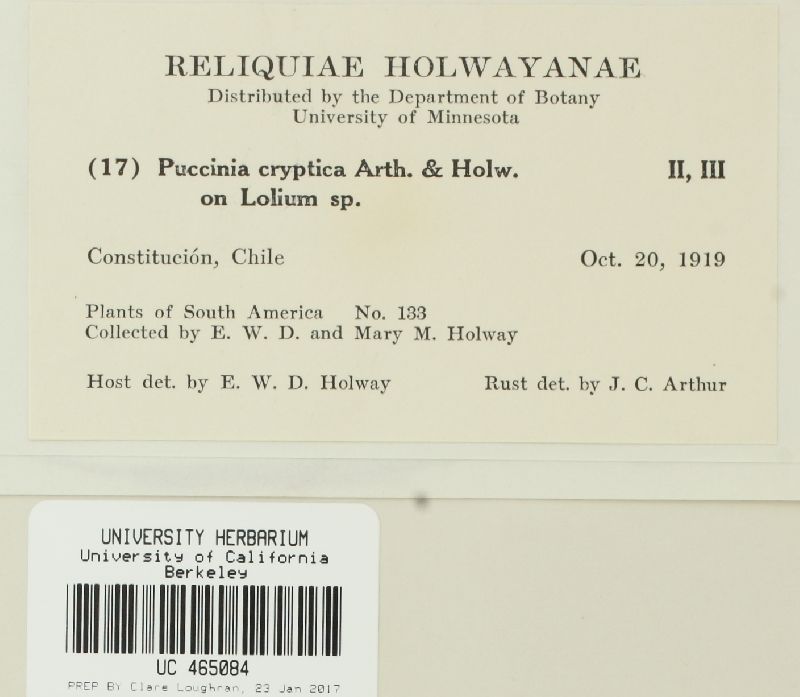 RELIQUIAE HOLWAYANAE
Distributed by the Department of Botany
University of Minnesota
(17) Puccinia cryptica Arth. & Holw. II, III
on Lolium sp.
Constitución, Chile Oct. 20, 1919
Plants of South America No. 133
Collected by E. W. D. and Mary M. Holway
Host det. by E. W. D. Holway Rust det. by J. C. Arthur
UNIVERSITY HERBARIUM
University of California
Berkeley
UC 465084
PREP BY Clare Loughran, 23 Jan 2017